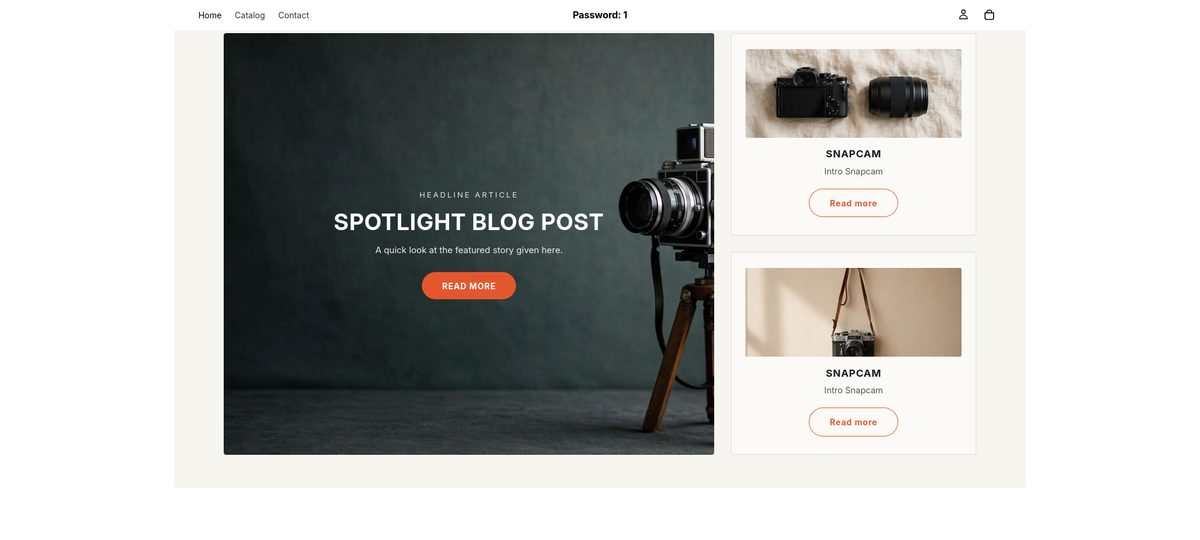 Home Catalog Contact Password: 1
HEADLINE ARTICLE
SPOTLIGHT BLOG POST
A quick look at the featured story given here.
READ MORE
SNAPCAM
Intro Snapcam
Read more
SNAPCAM
Intro Snapcam
Read more